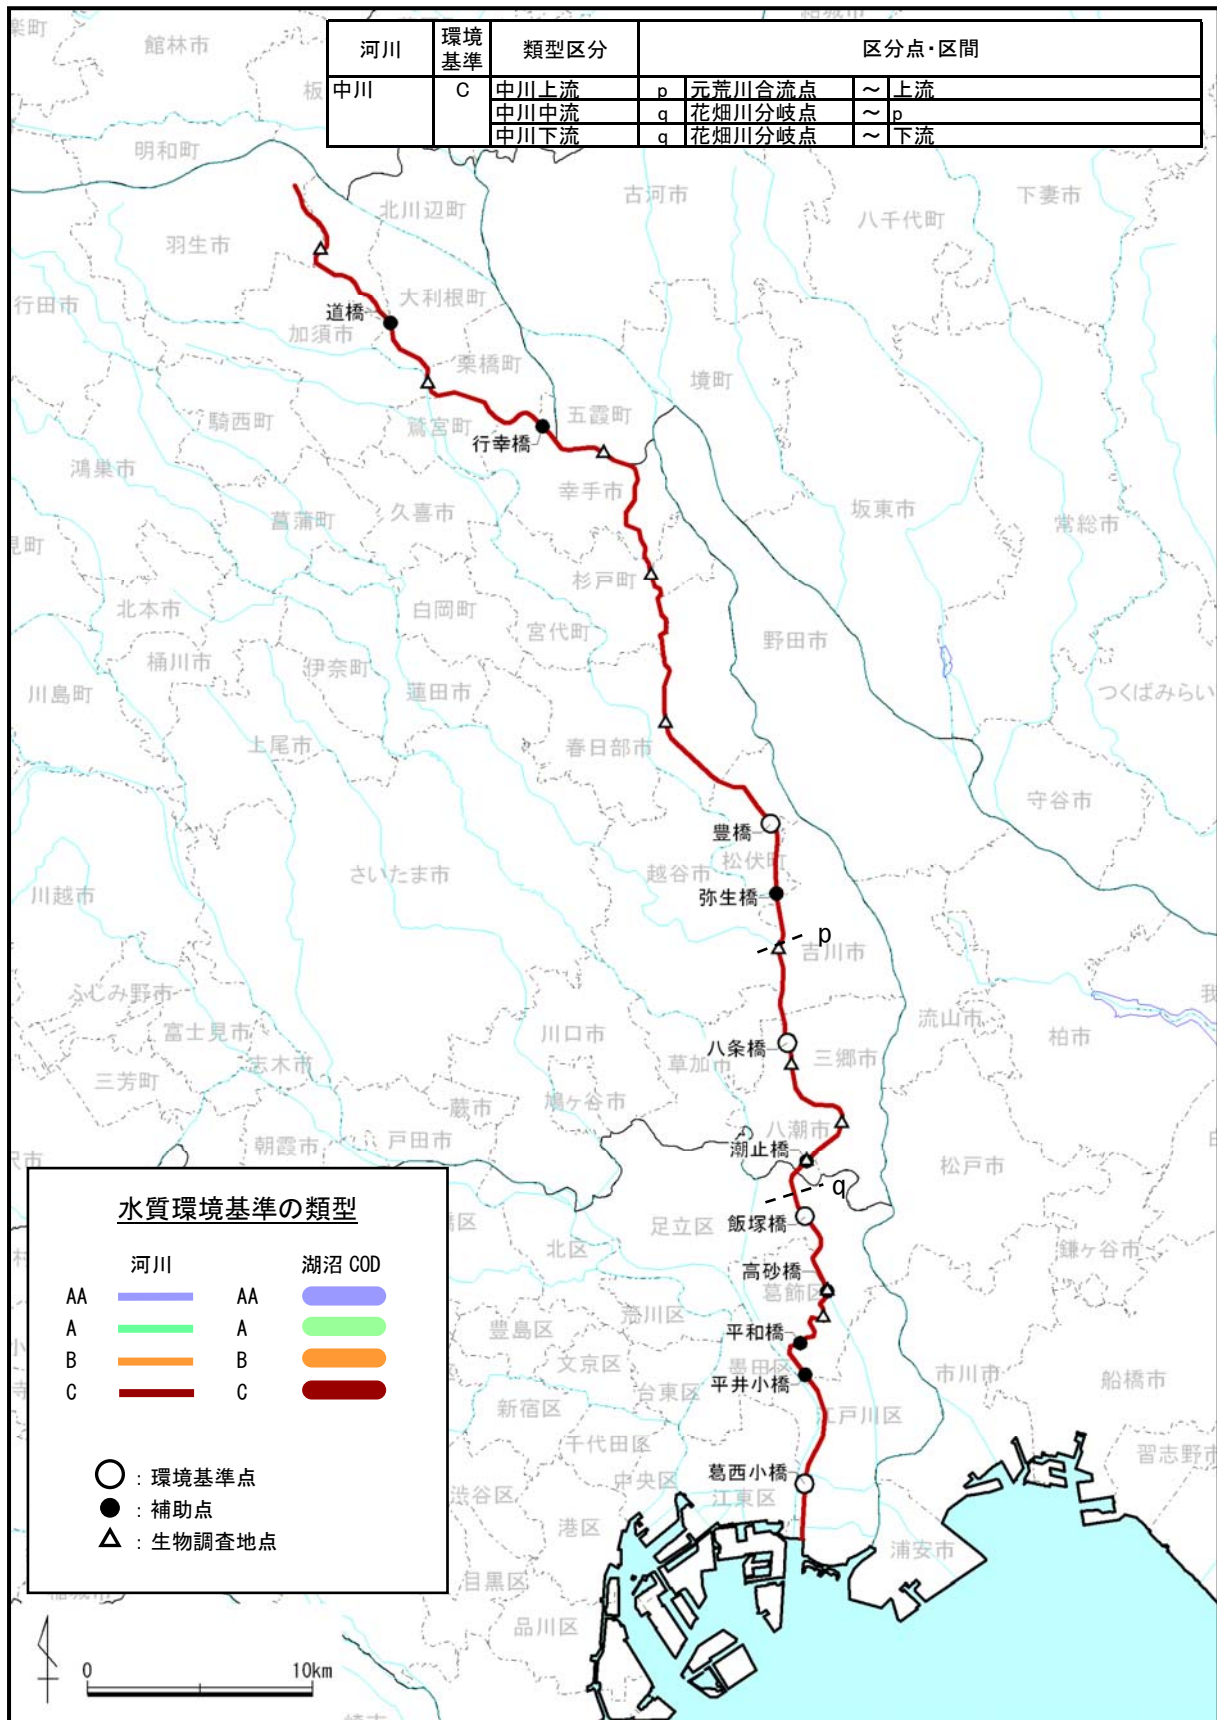 河川 環境基準 類型区分 区分点・区間
中川 C 中川上流 p 元荒川合流点 ～ 上流
中川中流 q 花畑川分岐点 ～ p
中川下流 q 花畑川分岐点 ～ 下流
楽町
館林市
板
明和町
北川辺町
古河市
下妻市
八千代町
羽生市
行田市
大利根町
道橋
加須市
栗橋町
境町
騎西町
鷲宮町
五霞町
行幸橋
鴻巣市
幸手市
坂東市
菖蒲町
久喜市
常総市
見町
杉戸町
北本市
白岡町
宮代町
野田市
桶川市
伊奈町
川島町
蓮田市
つくばみらい
上尾市
春日部市
守谷市
豊橋
松伏町
さいたま市
越谷市
川越市
弥生橋
p
吉川市
ふじみ野市
我
富士見市
川口市
流山市
柏市
八条橋
志木市
草加市
三郷市
三芳町
蕨市
鳩ヶ谷市
朝霞市
戸田市
八潮市
潮止橋
沢市
松戸市
q
水質環境基準の類型
区
足立区
飯塚橋
北区
鎌ヶ谷市
河川 湖沼 COD
高砂橋
葛飾区
AA AA
荒川区
豊島区
A A
平和橋
文京区
墨田区
B B
平井小橋
台東区
市川市
船橋市
C C
新宿区
江戸川区
千代田区
習志野市
葛西小橋
中央区
○ : 環境基準点
渋谷区
江東区
● : 補助点
港区
△ : 生物調査地点
浦安市
目黒区
品川区
0 10km